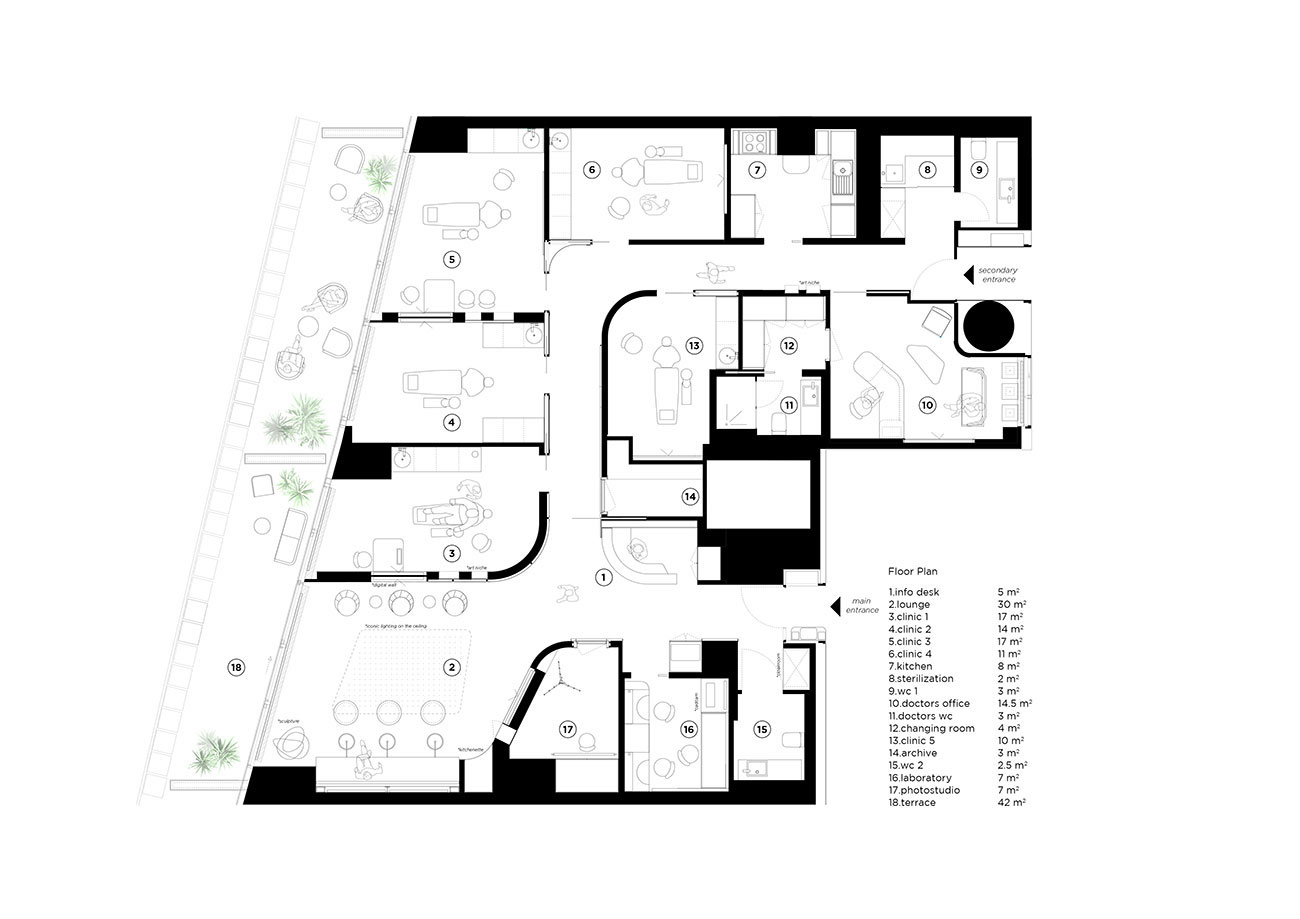 6
7
8
9
5
secondary
entrance
*art niche
13
12
11
10
4
14
3
*art niche
1
*digital wall
main
entrance
*iconic lighting on the ceiling
18
2
*sculpture
*kitchenette
17
16
15
Floor Plan
1.info desk 5 m²
2.lounge 30 m²
3.clinic 1 17 m²
4.clinic 2 14 m²
5.clinic 3 17 m²
6.clinic 4 11 m²
7.kitchen 8 m²
8.sterilization 2 m²
9.wc 1 3 m²
10.doctors office 14.5 m²
11.doctors wc 3 m²
12.changing room 4 m²
13.clinic 5 10 m²
14.archive 3 m²
15.wc 2 2.5 m²
16.laboratory 7 m²
17.photostudio 7 m²
18.terrace 42 m²